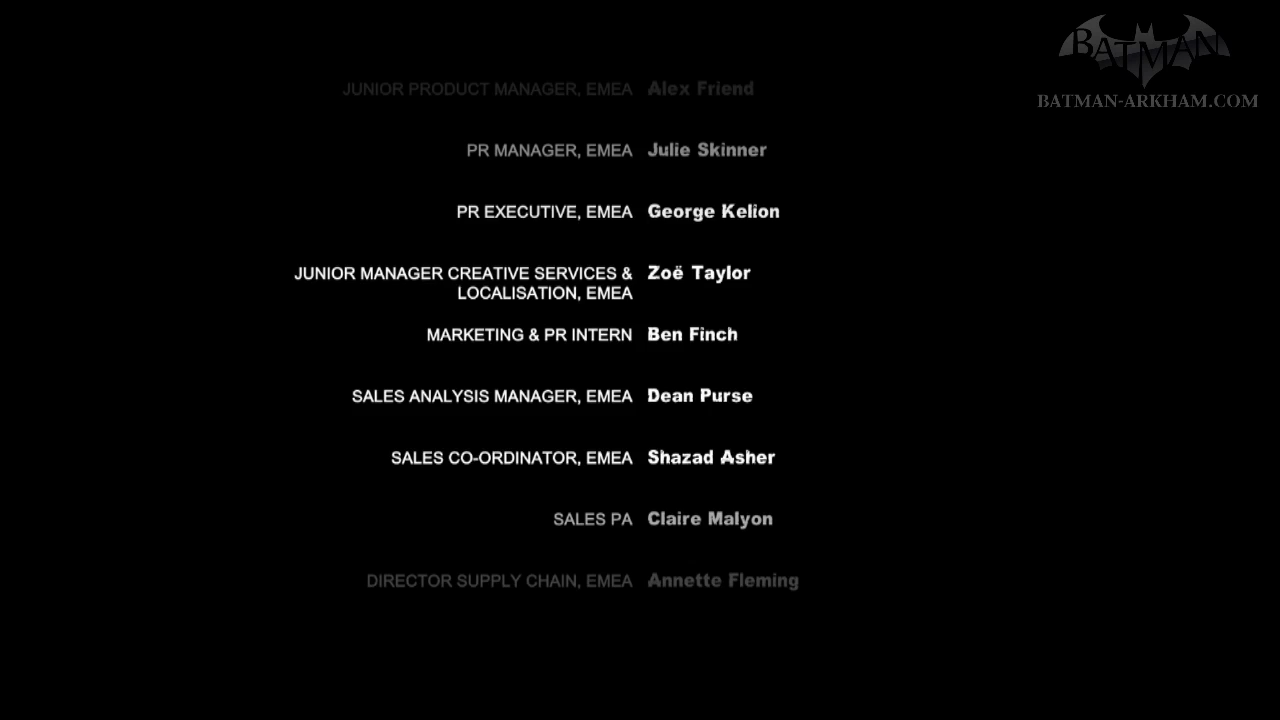 BATMAN
BATMAN-ARKHAM.COM
JUNIOR PRODUCT MANAGER, EMEA Alex Friend
PR MANAGER, EMEA Julie Skinner
PR EXECUTIVE, EMEA George Kelion
JUNIOR MANAGER CREATIVE SERVICES & Zoë Taylor
LOCALISATION, EMEA
MARKETING & PR INTERN Ben Finch
SALES ANALYSIS MANAGER, EMEA Dean Purse
SALES CO-ORDINATOR, EMEA Shazad Asher
SALES PA Claire Malyon
DIRECTOR SUPPLY CHAIN, EMEA Annette Fleming